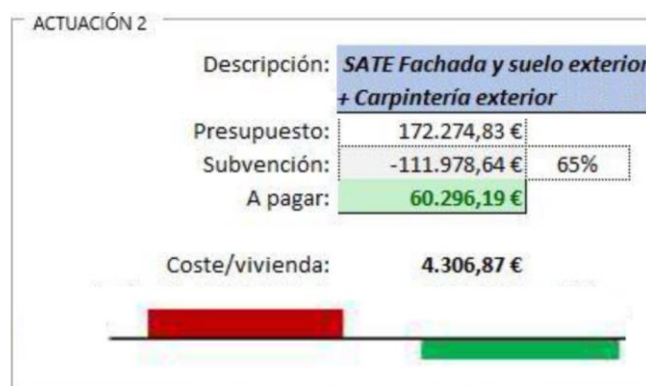 ACTUACIÓN 2
Descripción: SATE Fachada y suelo exterior
+ Carpintería exterior
Presupuesto: 172.274,83 €
Subvención: -111.978,64 € 65%
A pagar: 60.296,19 €
Coste/vivienda: 4.306,87 €